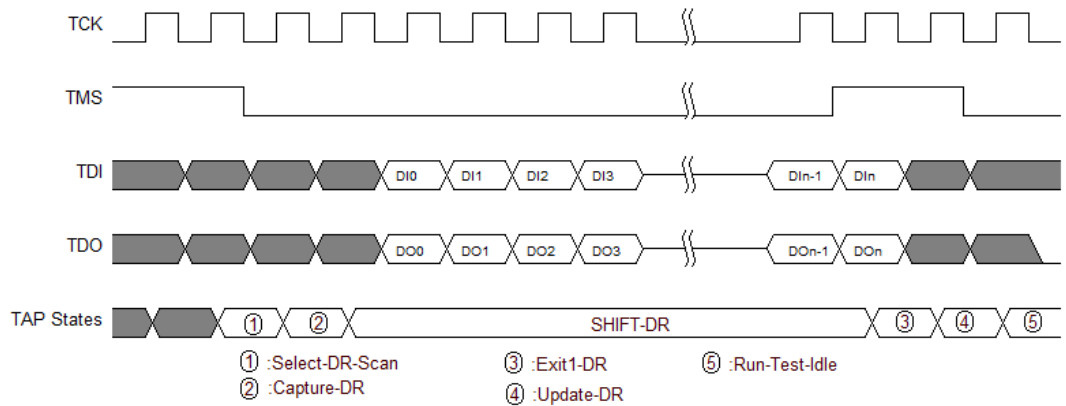 TCK
TMS
TDI DI0 DI1 DI2 DI3 DIn-1 DIn
TDO DO0 DO1 DO2 DO3 DOn-1 DOn
TAP States ① ② SHIFT-DR ③ ④ ⑤
① :Select-DR-Scan ③ :Exit1-DR ⑤ :Run-Test-Idle
② :Capture-DR ④ :Update-DR